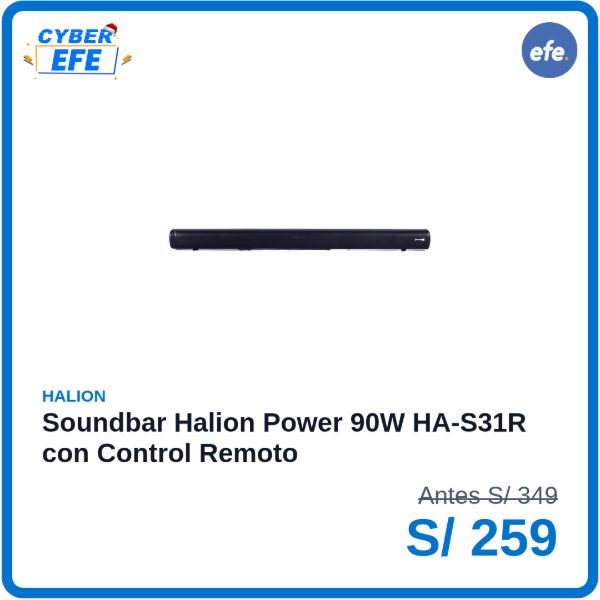 CYBER
EFE
efe.
HALION
Soundbar Halion Power 90W HA-S31R
con Control Remoto
Antes S/ 349
S/ 259